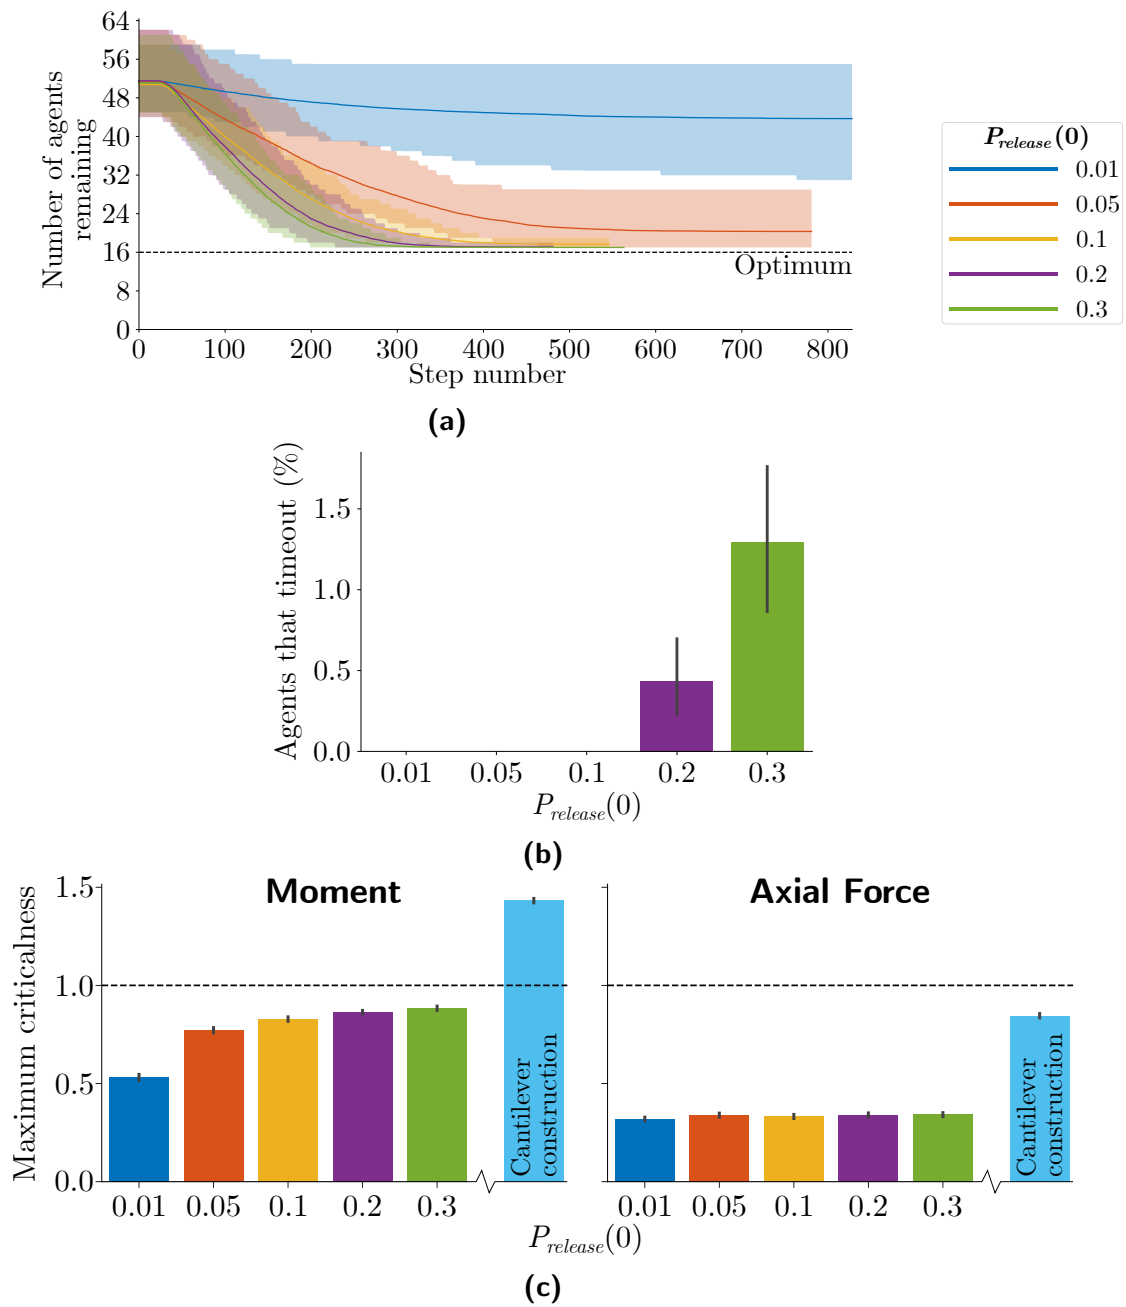 64
56
48
40
32
24
16
8
0
Number of agents
remaining
Optimum
0 100 200 300 400 500 600 700 800
Step number
P_release(0)
0.01
0.05
0.1
0.2
0.3
(a)
Agents that timeout (%)
1.5
1.0
0.5
0.0
0.01 0.05 0.1 0.2 0.3
P_release(0)
(b)
Moment
Axial Force
Maximum criticalness
1.5
1.0
0.5
0.0
Cantilever
construction
Cantilever
construction
0.01 0.05 0.1 0.2 0.3
0.01 0.05 0.1 0.2 0.3
P_release(0)
(c)